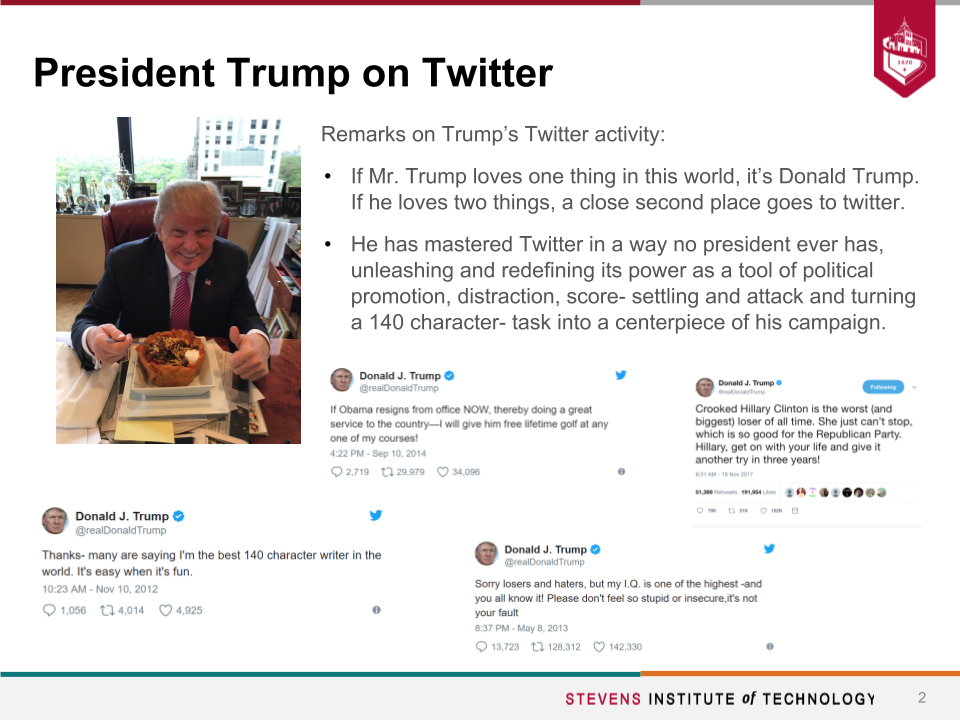 1870
President Trump on Twitter
Remarks on Trump's Twitter activity:
• If Mr. Trump loves one thing in this world, it's Donald Trump.
If he loves two things, a close second place goes to twitter.
• He has mastered Twitter in a way no president ever has,
unleashing and redefining its power as a tool of political
promotion, distraction, score- settling and attack and turning
a 140 character- task into a centerpiece of his campaign.
Donald J. Trump
@realDonaldTrump
If Obama resigns from office NOW, thereby doing a great
service to the country—I will give him free lifetime golf at any
one of my courses!
4:22 PM - Sep 10, 2014
2,719 29,979 34,096
Donald J. Trump
@realDonaldTrump
Following
Crooked Hillary Clinton is the worst (and
biggest) loser of all time. She just can't stop,
which is so good for the Republican Party.
Hillary, get on with your life and give it
another try in three years!
8:31 AM - 18 Nov 2017
51,389 Retweets 191,954 Likes
51K 192K
Donald J. Trump
@realDonaldTrump
Thanks- many are saying I'm the best 140 character writer in the
world. It's easy when it's fun.
10:23 AM - Nov 10, 2012
1,056 4,014 4,925
Donald J. Trump
@realDonaldTrump
Sorry losers and haters, but my I.Q. is one of the highest -and
you all know it! Please don't feel so stupid or insecure,it's not
your fault
8:37 PM - May 8, 2013
13,723 128,312 142,330
STEVENS INSTITUTE of TECHNOLOGY
2